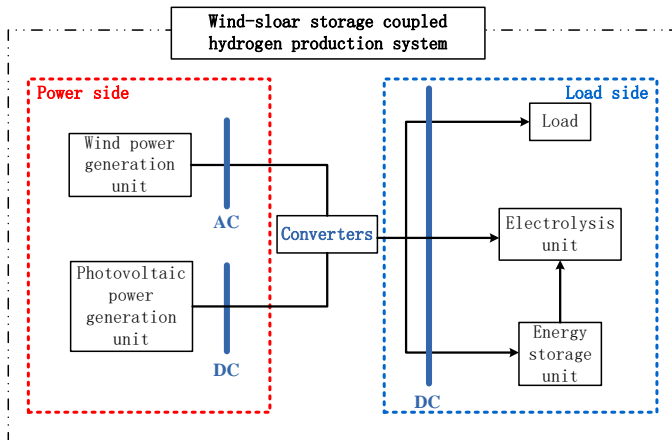 Wind-sloar storage coupled
hydrogen production system
Power side
Load side
Wind power
generation
unit
AC
Load
Converters
Electrolysis
unit
Photovoltaic
power
generation
unit
DC
Energy
storage
unit
DC